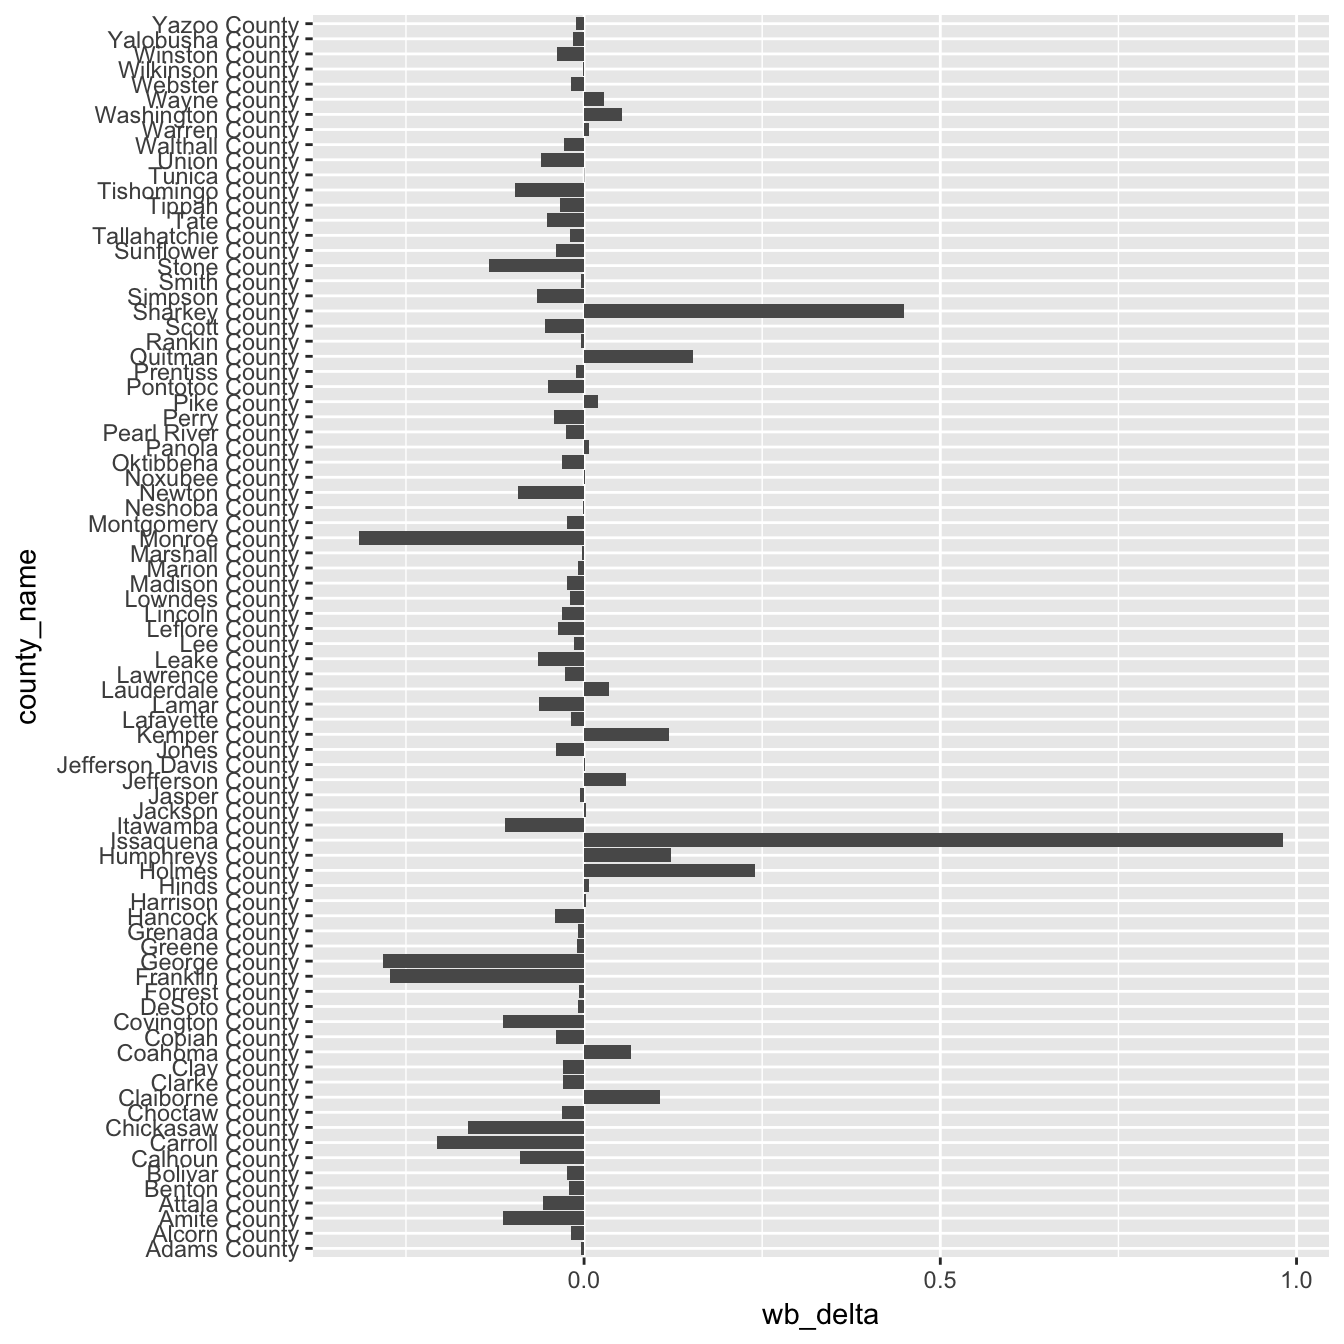 Yazoo County
Yalobusha County
Winston County
Wilkinson County
Webster County
Wayne County
Washington County
Warren County
Walthall County
Union County
Tunica County
Tishomingo County
Tippah County
Tate County
Tallahatchie County
Sunflower County
Stone County
Smith County
Simpson County
Sharkey County
Scott County
Rankin County
Quitman County
Prentiss County
Pontotoc County
Pike County
Perry County
Pearl River County
Panola County
Oktibbeha County
Noxubee County
Newton County
Neshoba County
Montgomery County
Monroe County
Marshall County
Marion County
Madison County
Lowndes County
Lincoln County
Leflore County
Lee County
Leake County
Lawrence County
Lauderdale County
Lamar County
Lafayette County
Kemper County
Jones County
Jefferson Davis County
Jefferson County
Jasper County
Jackson County
Itawamba County
Issaquena County
Humphreys County
Holmes County
Hinds County
Harrison County
Hancock County
Grenada County
Greene County
George County
Franklin County
Forrest County
DeSoto County
Covington County
Copiah County
Coahoma County
Clay County
Clarke County
Claiborne County
Choctaw County
Chickasaw County
Carroll County
Calhoun County
Bolivar County
Benton County
Attala County
Amite County
Alcorn County
Adams County
county_name
0.0 0.5 1.0
wb_delta